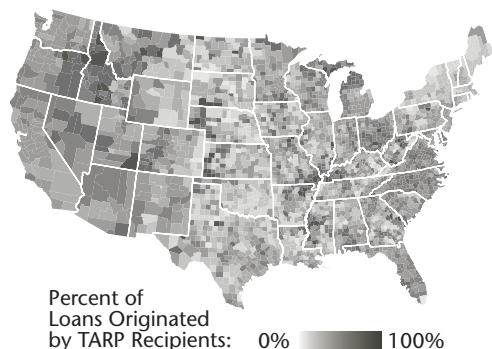 Percent of
Loans Originated
by TARP Recipients: 0% 100%